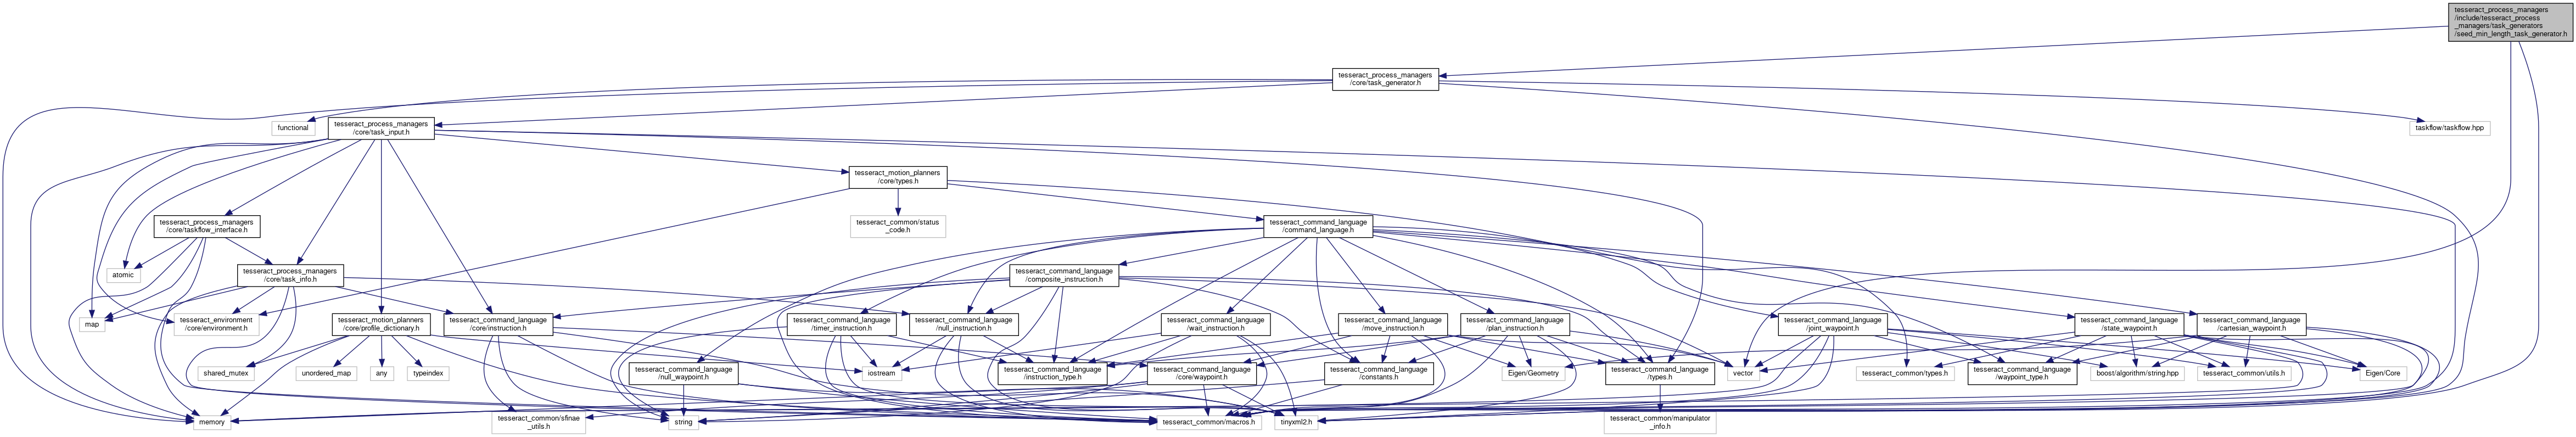 tesseract_process_managers
/include/tesseract_process
_managers/task_generators
/seed_min_length_task_generator.h
tesseract_process_managers
/core/task_generator.h
functional
tesseract_process_managers
/core/task_input.h
taskflow/taskflow.hpp
tesseract_motion_planners
/core/types.h
tesseract_process_managers
/core/taskflow_interface.h
tesseract_common/status
_code.h
tesseract_command_language
/command_language.h
atomic
tesseract_process_managers
/core/task_info.h
tesseract_command_language
/composite_instruction.h
map
tesseract_environment
/core/environment.h
tesseract_motion_planners
/core/profile_dictionary.h
tesseract_command_language
/core/instruction.h
tesseract_command_language
/timer_instruction.h
tesseract_command_language
/null_instruction.h
tesseract_command_language
/wait_instruction.h
tesseract_command_language
/move_instruction.h
tesseract_command_language
/plan_instruction.h
tesseract_command_language
/joint_waypoint.h
tesseract_command_language
/state_waypoint.h
tesseract_command_language
/cartesian_waypoint.h
shared_mutex
unordered_map
any
typeindex
tesseract_command_language
/null_waypoint.h
iostream
tesseract_command_language
/instruction_type.h
tesseract_command_language
/core/waypoint.h
tesseract_command_language
/constants.h
Eigen/Geometry
tesseract_command_language
/types.h
vector
tesseract_common/types.h
tesseract_command_language
/waypoint_type.h
boost/algorithm/string.hpp
tesseract_common/utils.h
Eigen/Core
memory
tesseract_common/sfinae
_utils.h
string
tesseract_common/macros.h
tinyxml2.h
tesseract_common/manipulator
_info.h